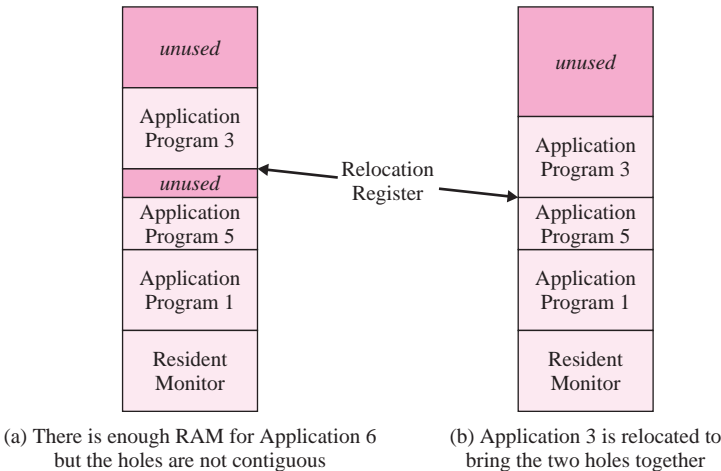 unused
Application
Program 3
unused
Application
Program 5
Application
Program 1
Resident
Monitor
(a) There is enough RAM for Application 6
but the holes are not contiguous
Relocation
Register
unused
Application
Program 3
Application
Program 5
Application
Program 1
Resident
Monitor
(b) Application 3 is relocated to
bring the two holes together